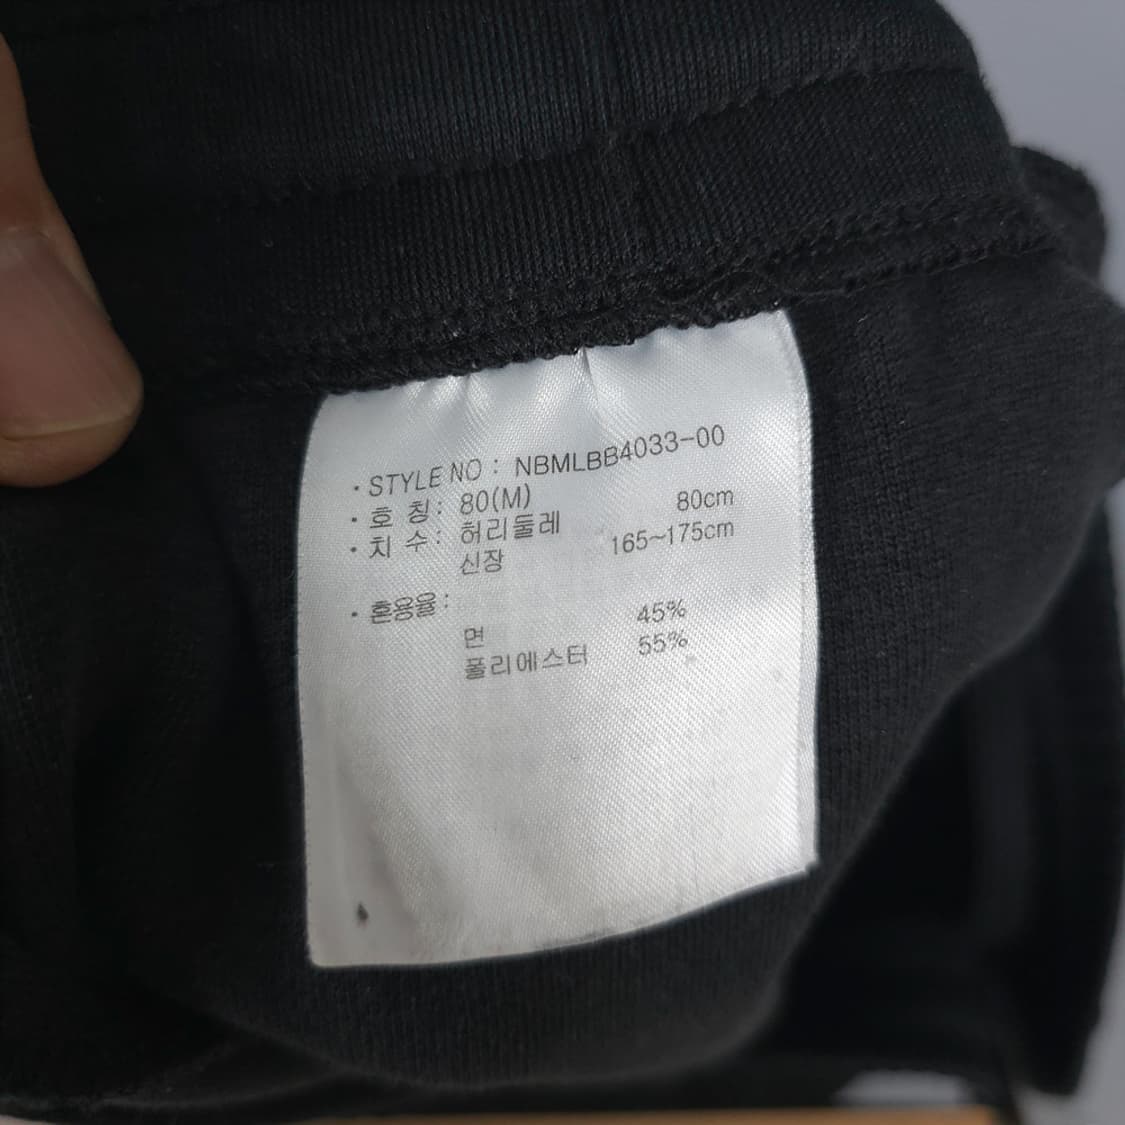 · STYLE NO : NBMLBB4033-00
· 호 칭 : 80(M)
· 치 수 : 허리둘레 80cm
신장 165~175cm
· 혼용율 :
면 45%
폴리에스터 55%